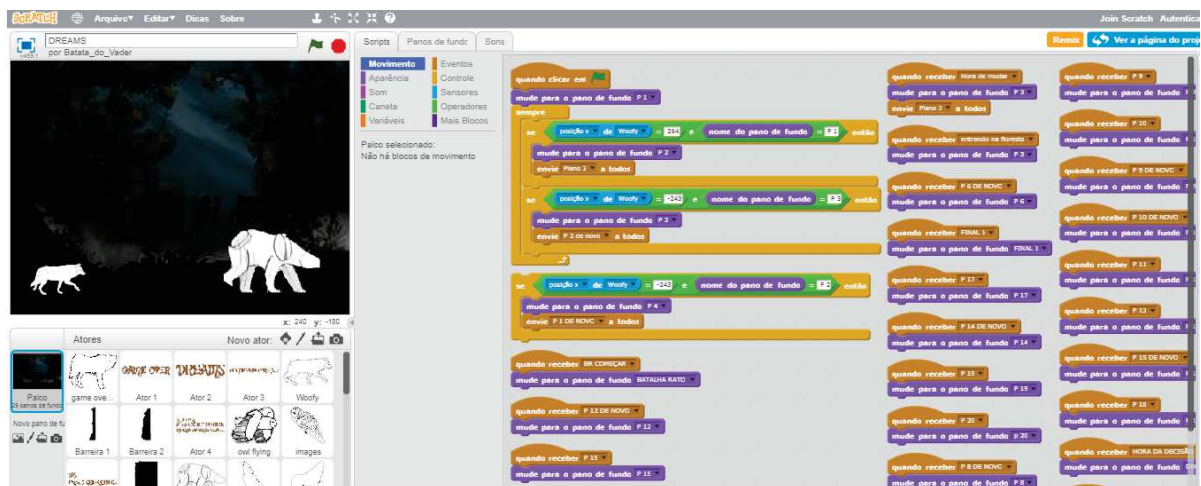 SCRATCH Arquivo▼ Editar▼ Dicas Sobre Join Scratch
DREAMS
por Batata_do_Vader
Scripts Panos de fundo Sons
Remix Ver a página do proj
Movimento Eventos
Aparência Controle
Som Sensores
Caneta Operadores
Variáveis Mais Blocos
Palco selecionado:
Não há blocos de movimento
quando clicar em
mude para o pano de fundo P 1
sempre
se posição x de Woofy = 264 e nome do pano de fundo = P 1 então
mude para o pano de fundo P 2
envie Plano 2 a todos
se posição x de Woofy = -243 e nome do pano de fundo = P 3 então
mude para o pano de fundo P 2
envie P 2 de novo a todos
se posição x de Woofy = -243 e nome do pano de fundo = P 2 então
mude para o pano de fundo P 4
envie P 1 DE NOVO a todos
quando receber BR COMEÇAR
mude para o pano de fundo BATALHA RATO
quando receber P 12 DE NOVO
mude para o pano de fundo P 12
quando receber P 15
mude para o pano de fundo P 15
quando receber Hora de mudar
mude para o pano de fundo P 3
envie Plano 3 a todos
quando receber entrando na floresta
mude para o pano de fundo P 3
quando receber P 6 DE NOVO
mude para o pano de fundo P 6
quando receber FINAL 1
mude para o pano de fundo FINAL 1
quando receber P 17
mude para o pano de fundo P 17
quando receber P 14 DE NOVO
mude para o pano de fundo P 14
quando receber
mude para o pano de fundo P 19
quando receber P 20
mude para o pano de fundo p 20
quando receber P 8 DE NOVO
mude para o pano de fundo P 8
quando receber P 9
mude para o pano de fundo
quando receber P 10
mude para o pano de fundo
quando receber P 9 DE NOVO
mude para o pano de fundo
quando receber P 10 DE NOVO
mude para o pano de fundo
quando receber P 11
mude para o pano de fundo
quando receber P 13
mude para o pano de fundo
quando receber P 15 DE NOVO
mude para o pano de fundo
quando receber P 18
mude para o pano de fundo
quando receber HORA DA DECISÃO
mude para o pano de fundo
x: 240 y: -180
Atores Novo ator:
Palco
29 panos de fundo
Novo pano de fu
GAME OVER DREAMS
game ove... Ator 1 Ator 2 Ator 3 Woofy
Barreira 1 Barreira 2 Ator 4 owl flying images